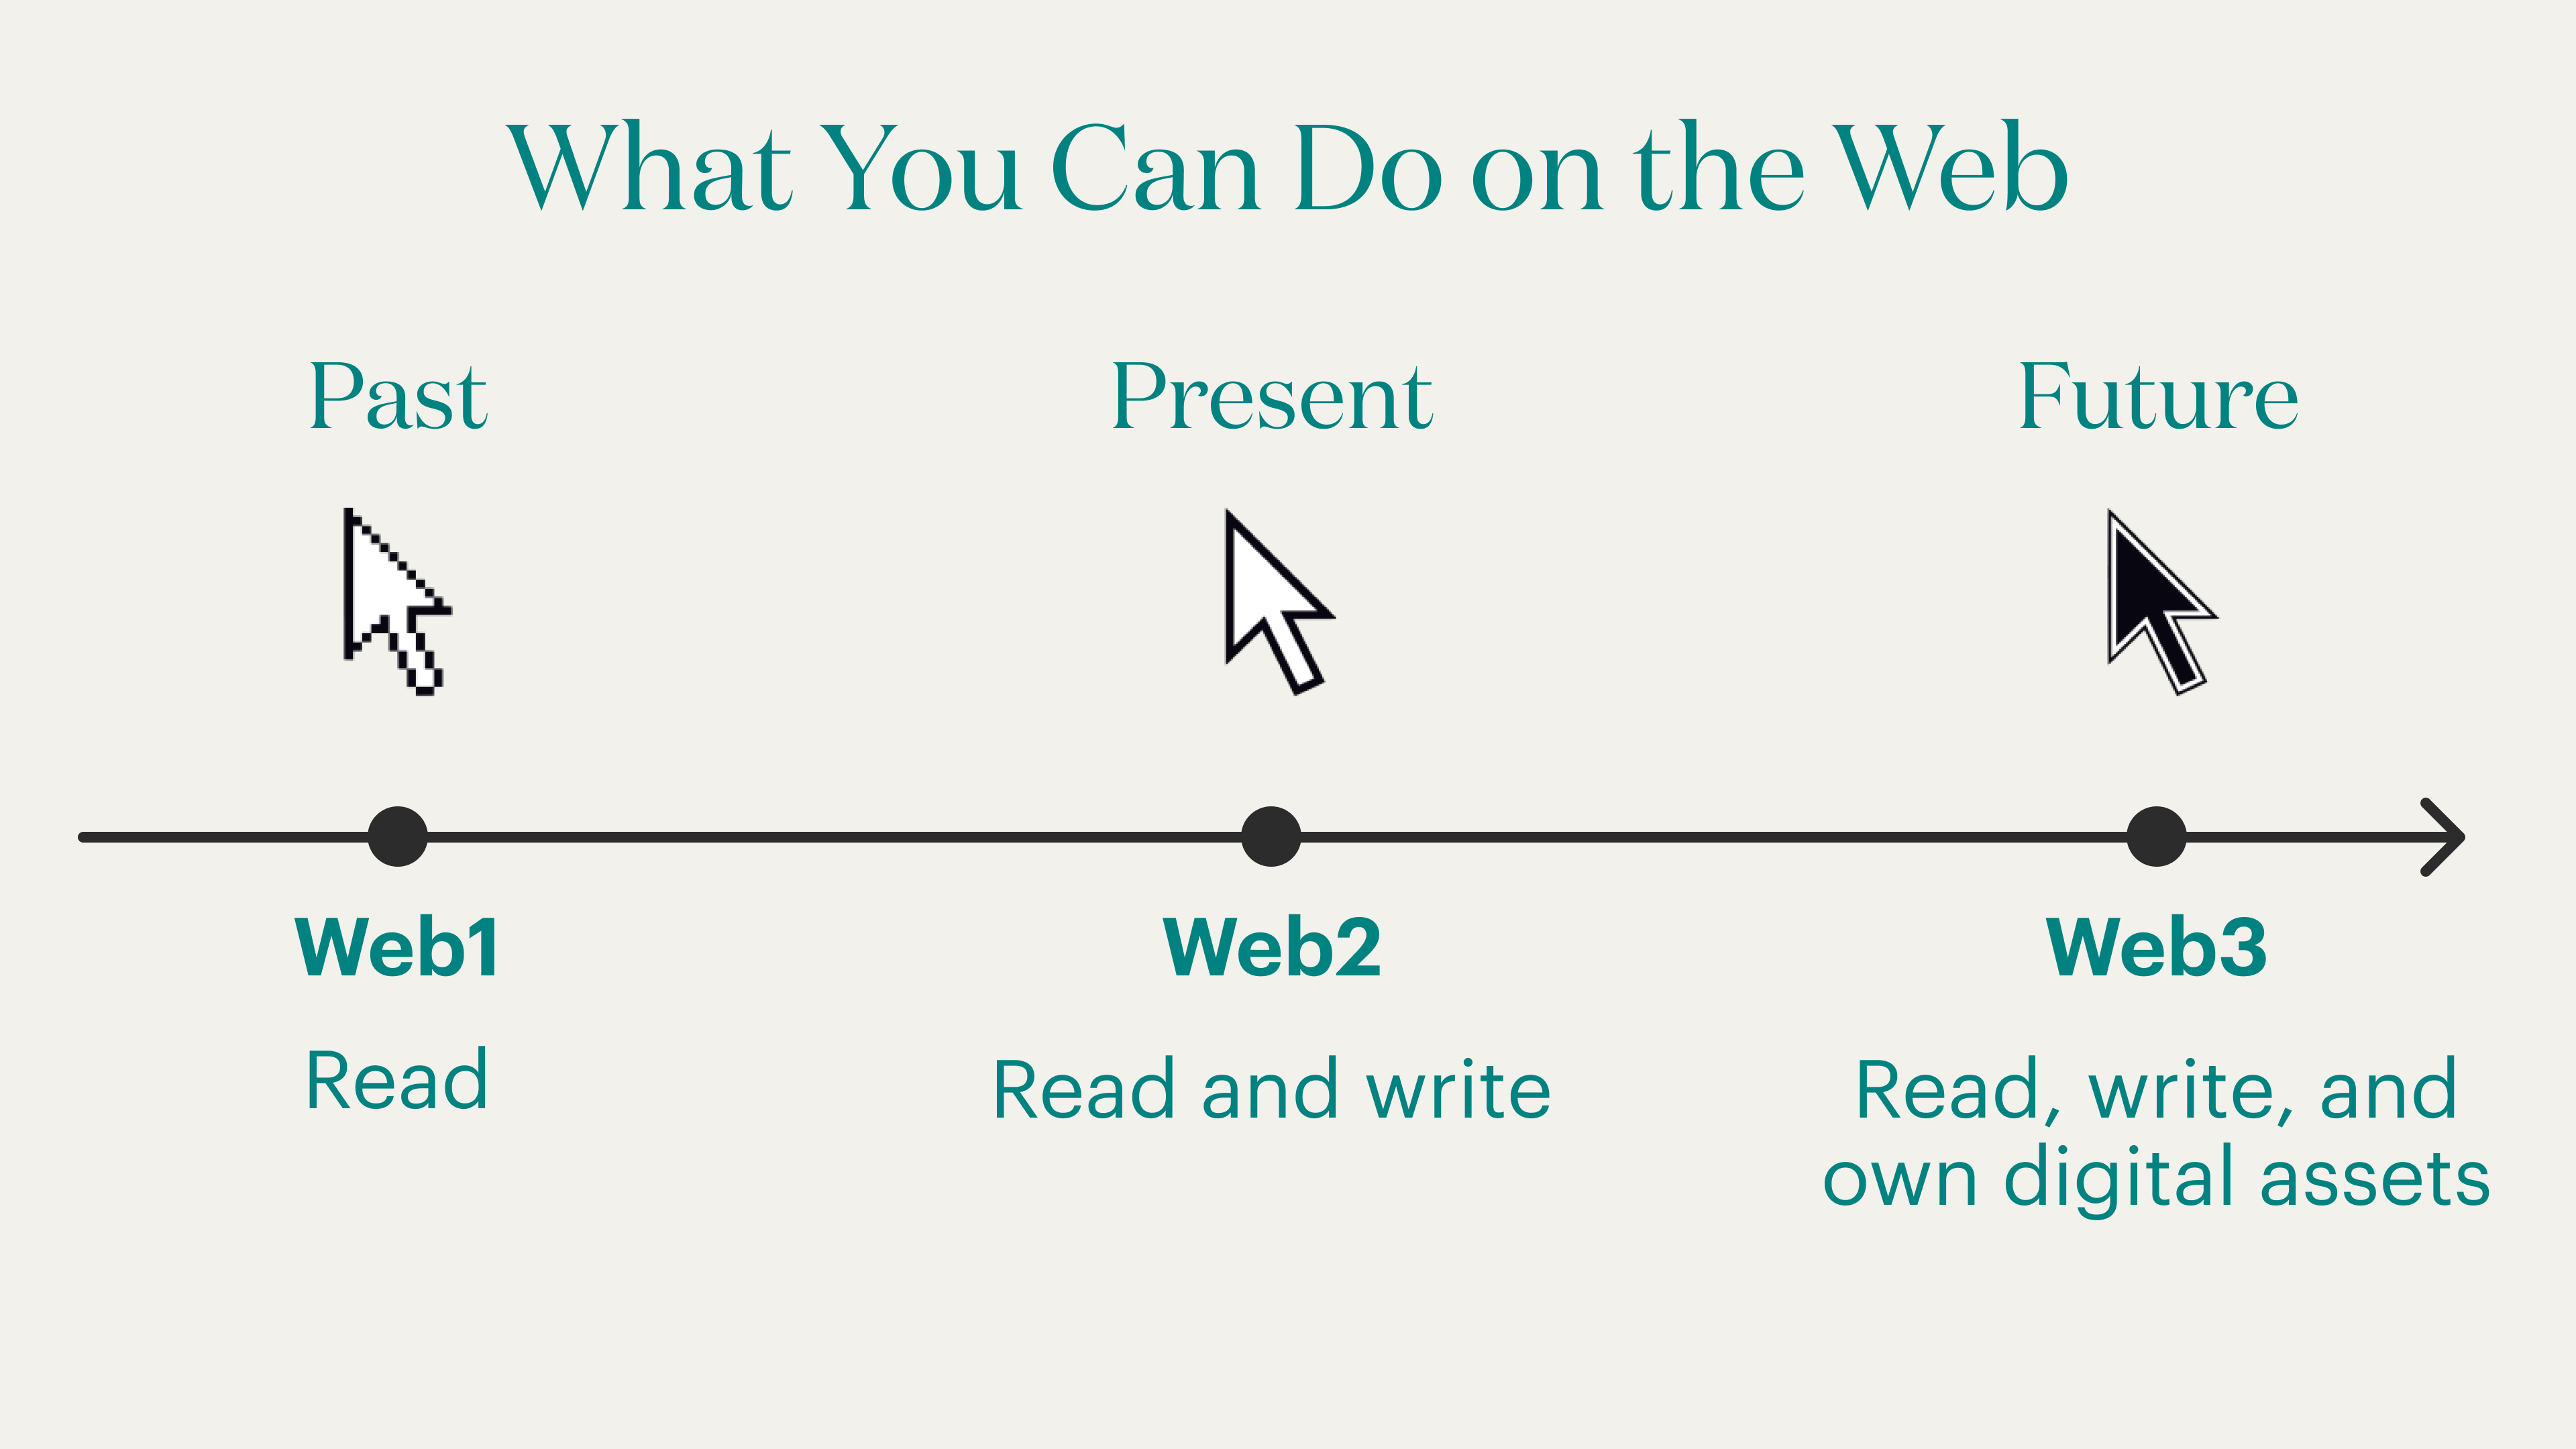 What You Can Do on the Web
Past
Present
Future
Web1
Web2
Web3
Read
Read and write
Read, write, and
own digital assets